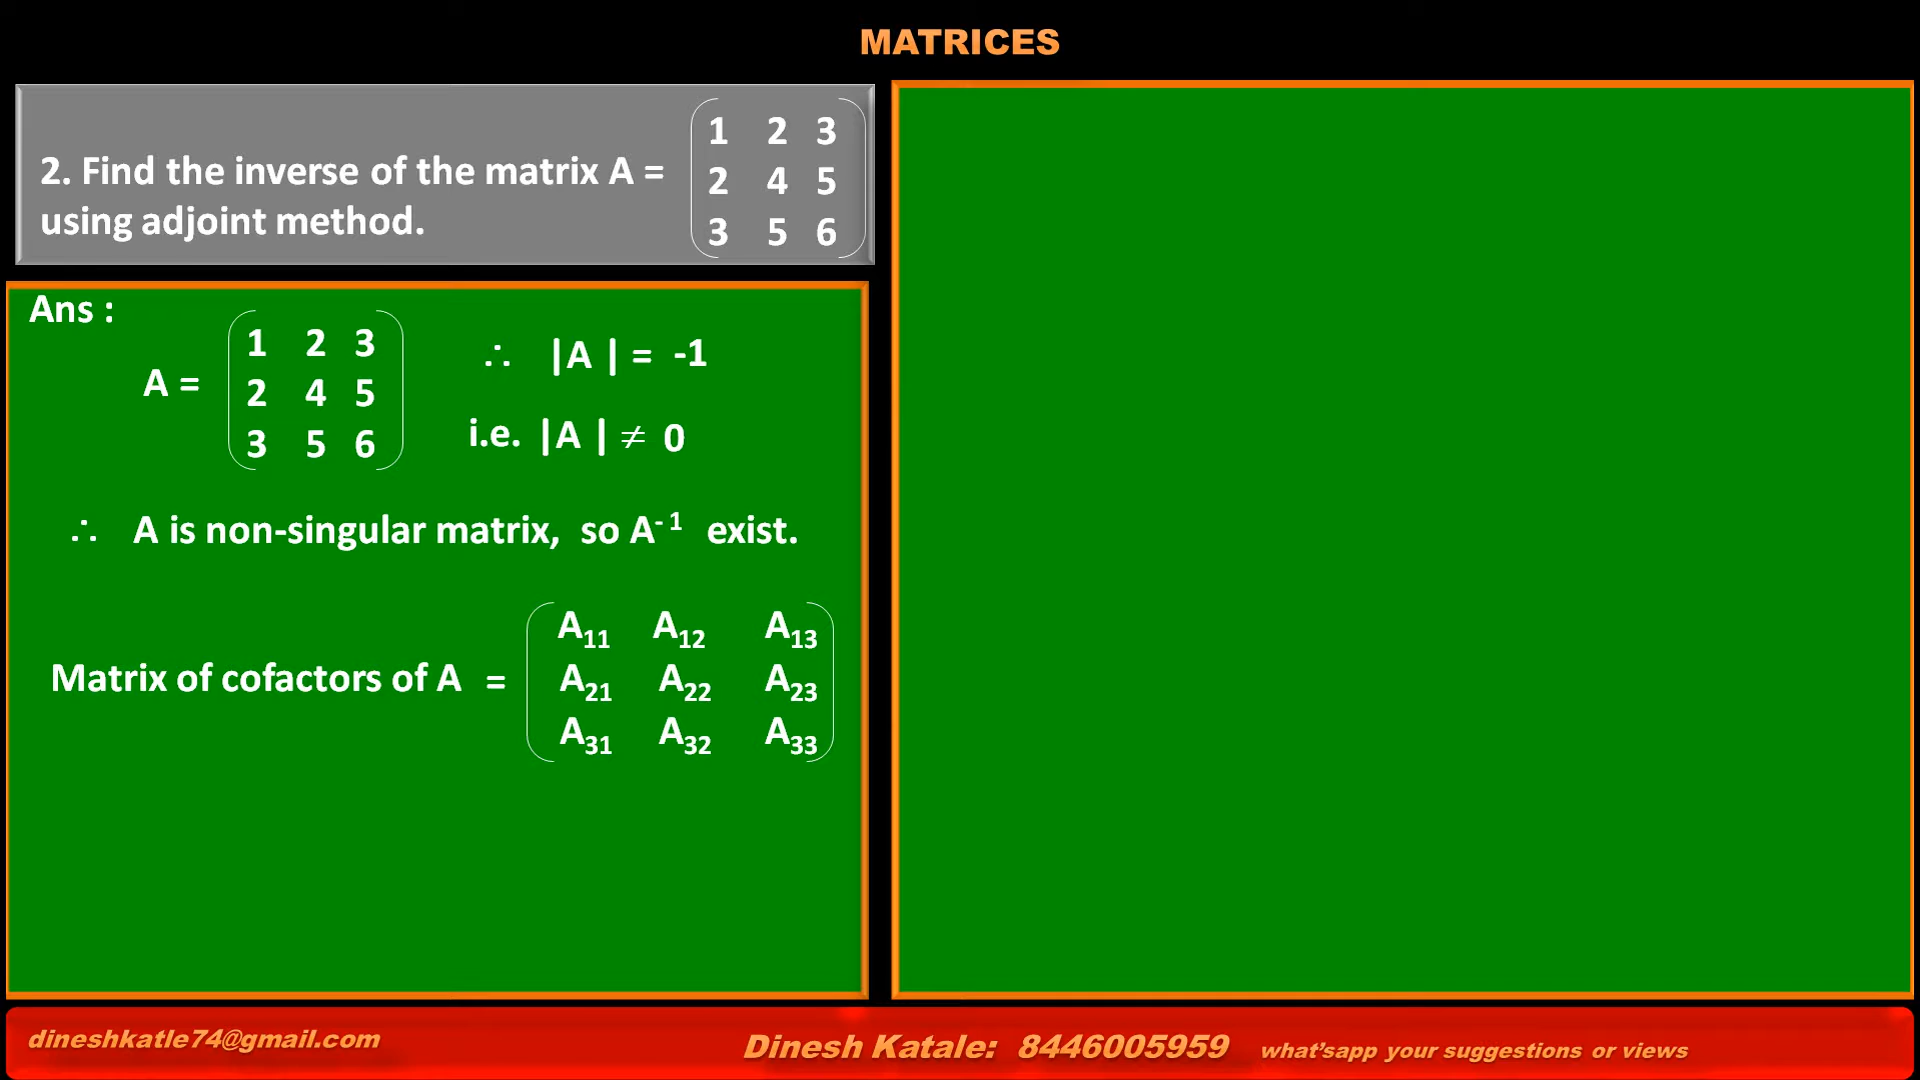 MATRICES
2. Find the inverse of the matrix A =
using adjoint method.
1 2 3
2 4 5
3 5 6
Ans :
A =
1 2 3
2 4 5
3 5 6
∴ |A | = -1
i.e. |A | ≠ 0
∴ A is non-singular matrix, so A⁻ ¹ exist.
Matrix of cofactors of A =
A₁₁ A₁₂ A₁₃
A₂₁ A₂₂ A₂₃
A₃₁ A₃₂ A₃₃
dineshkatle74@gmail.com
Dinesh Katale: 8446005959 what'sapp your suggestions or views